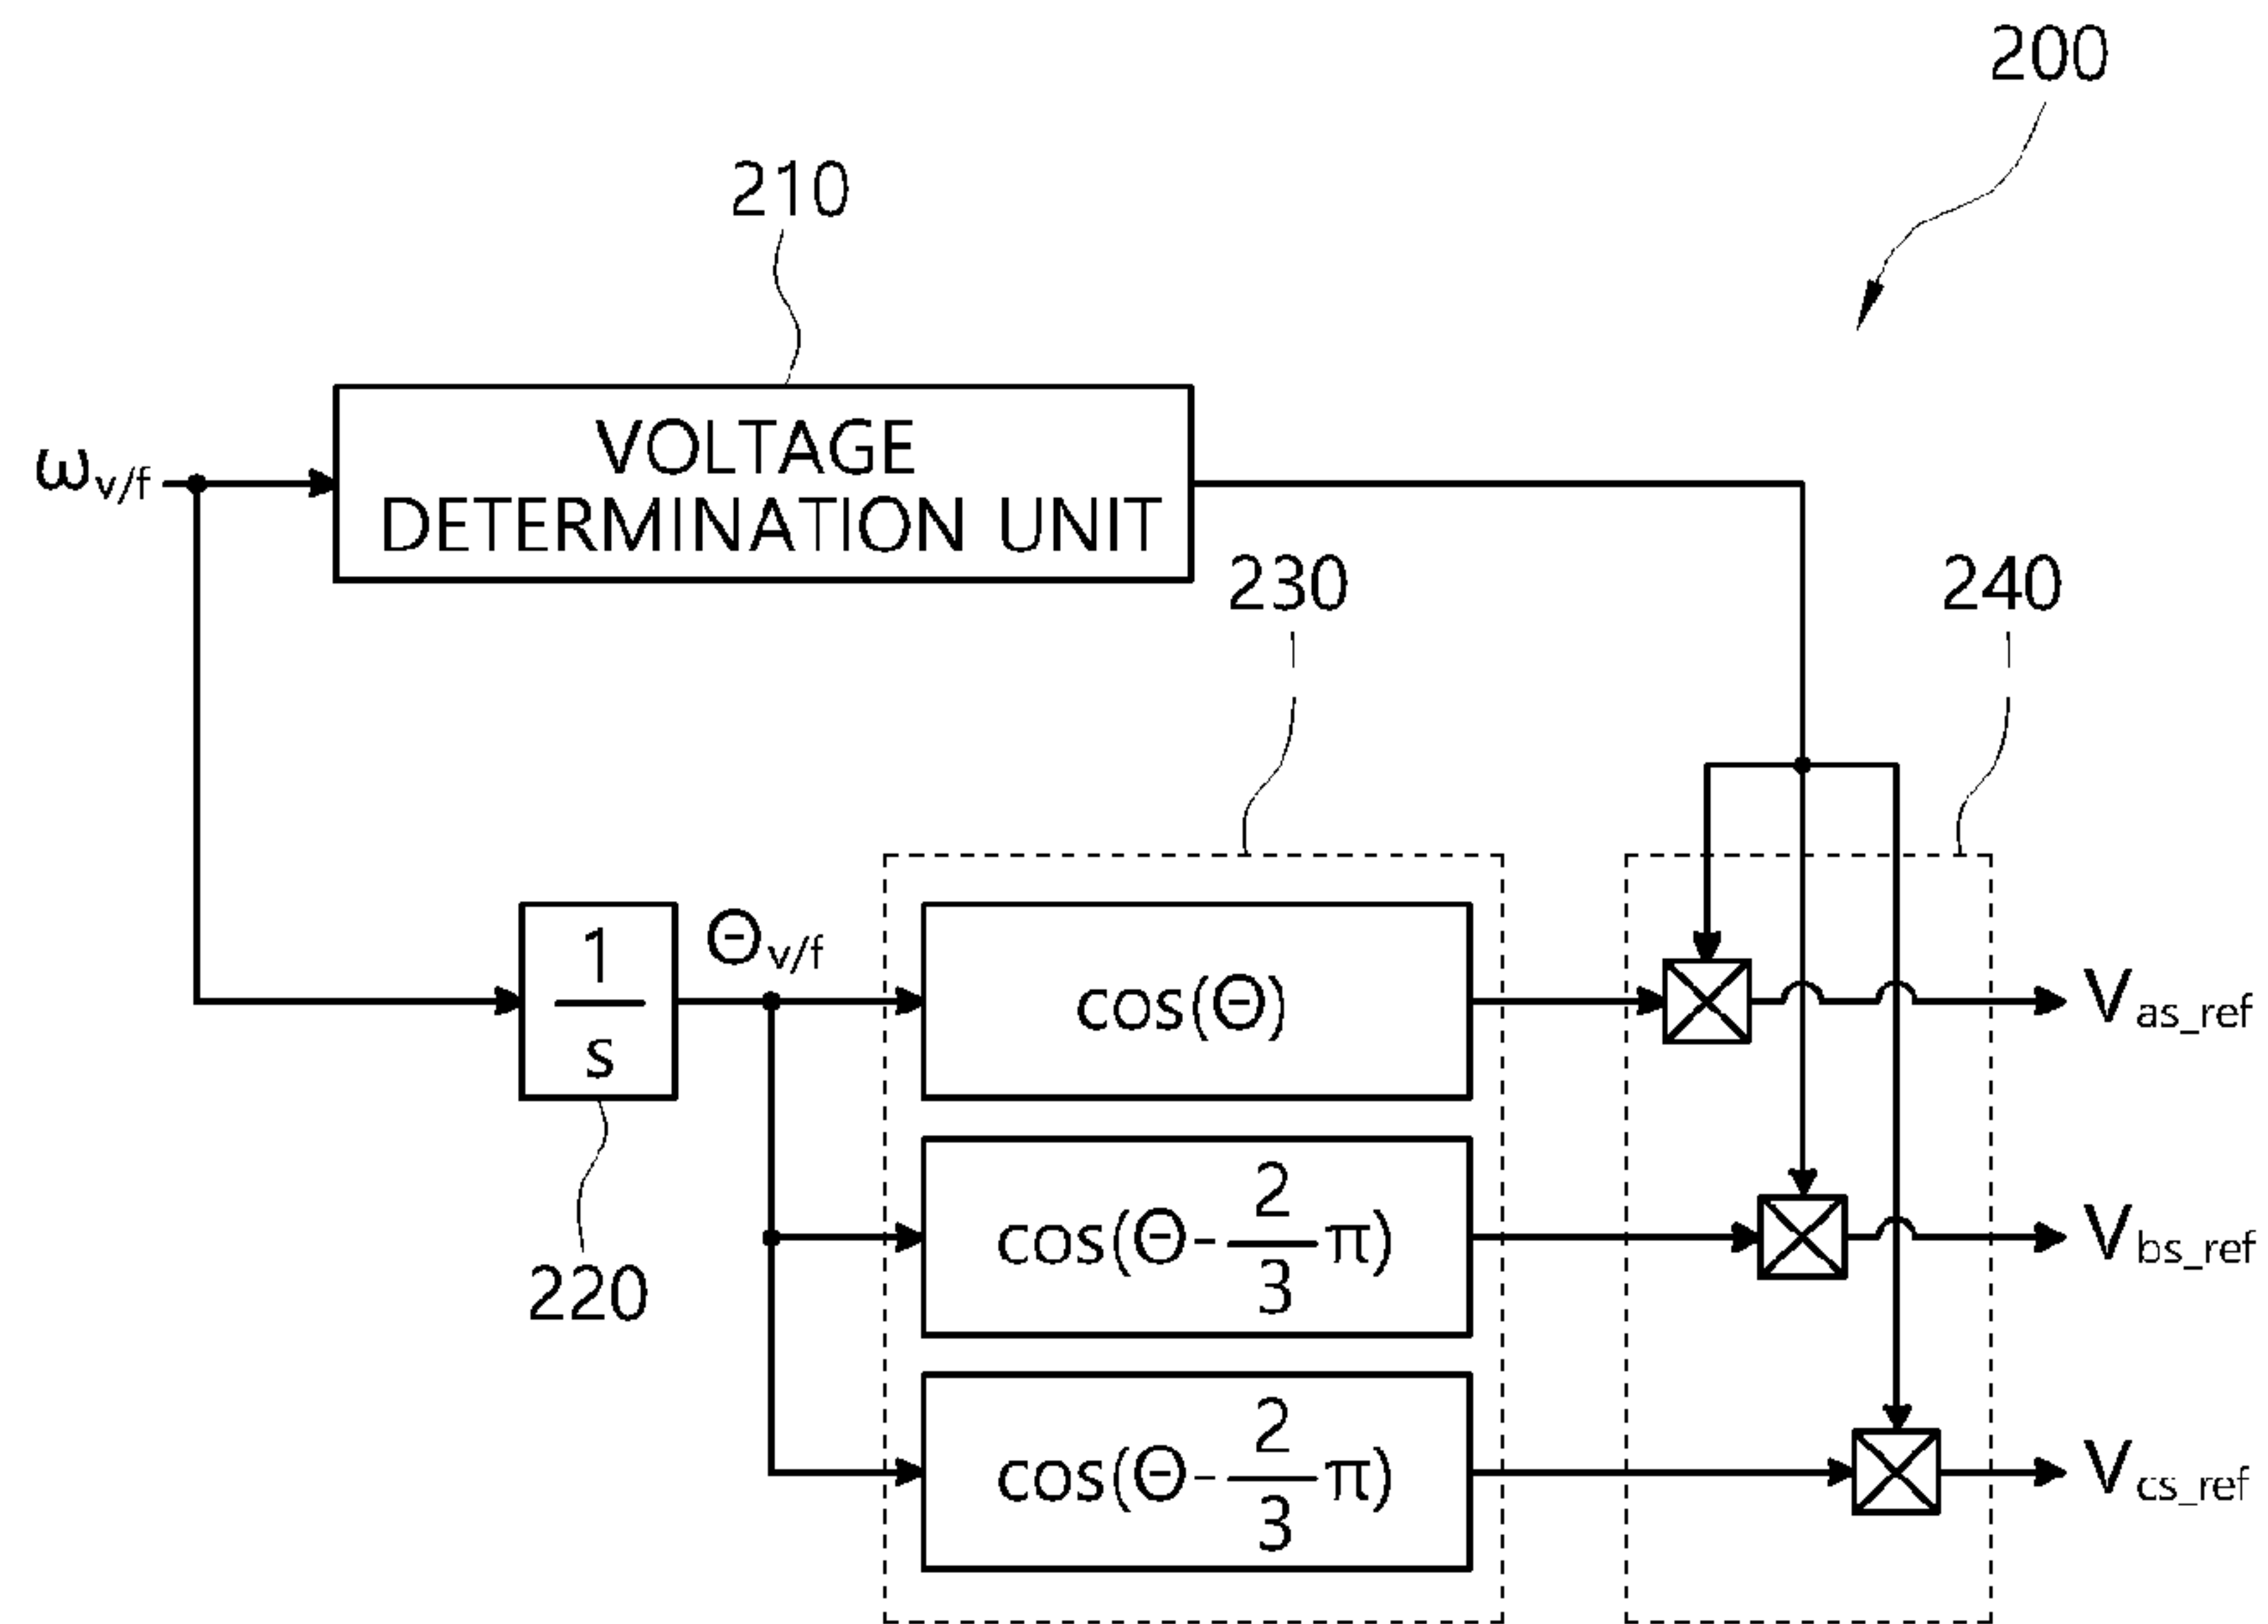 200
210
VOLTAGE
DETERMINATION UNIT
ωv/f
230
240
1
s
Θv/f
220
cos(Θ)
cos(Θ-2/3π)
cos(Θ-2/3π)
Vas_ref
Vbs_ref
Vcs_ref